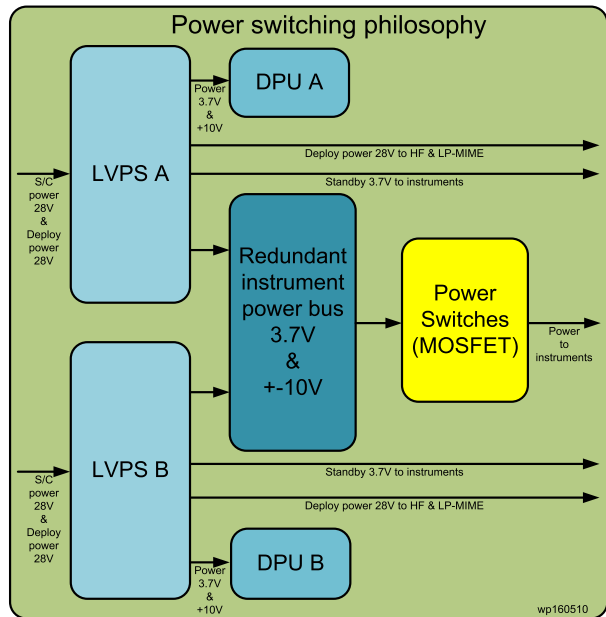 Power switching philosophy
LVPS A
DPU A
Power
3.7V
&
+10V
Deploy power 28V to HF & LP-MIME
Standby 3.7V to instruments
S/C
power
28V
&
Deploy
power
28V
Redundant
instrument
power bus
3.7V
&
+-10V
Power
Switches
(MOSFET)
Power
to
instruments
LVPS B
Standby 3.7V to instruments
S/C
power
28V
&
Deploy
power
28V
Deploy power 28V to HF & LP-MIME
DPU B
Power
3.7V
&
+10V
wp160510